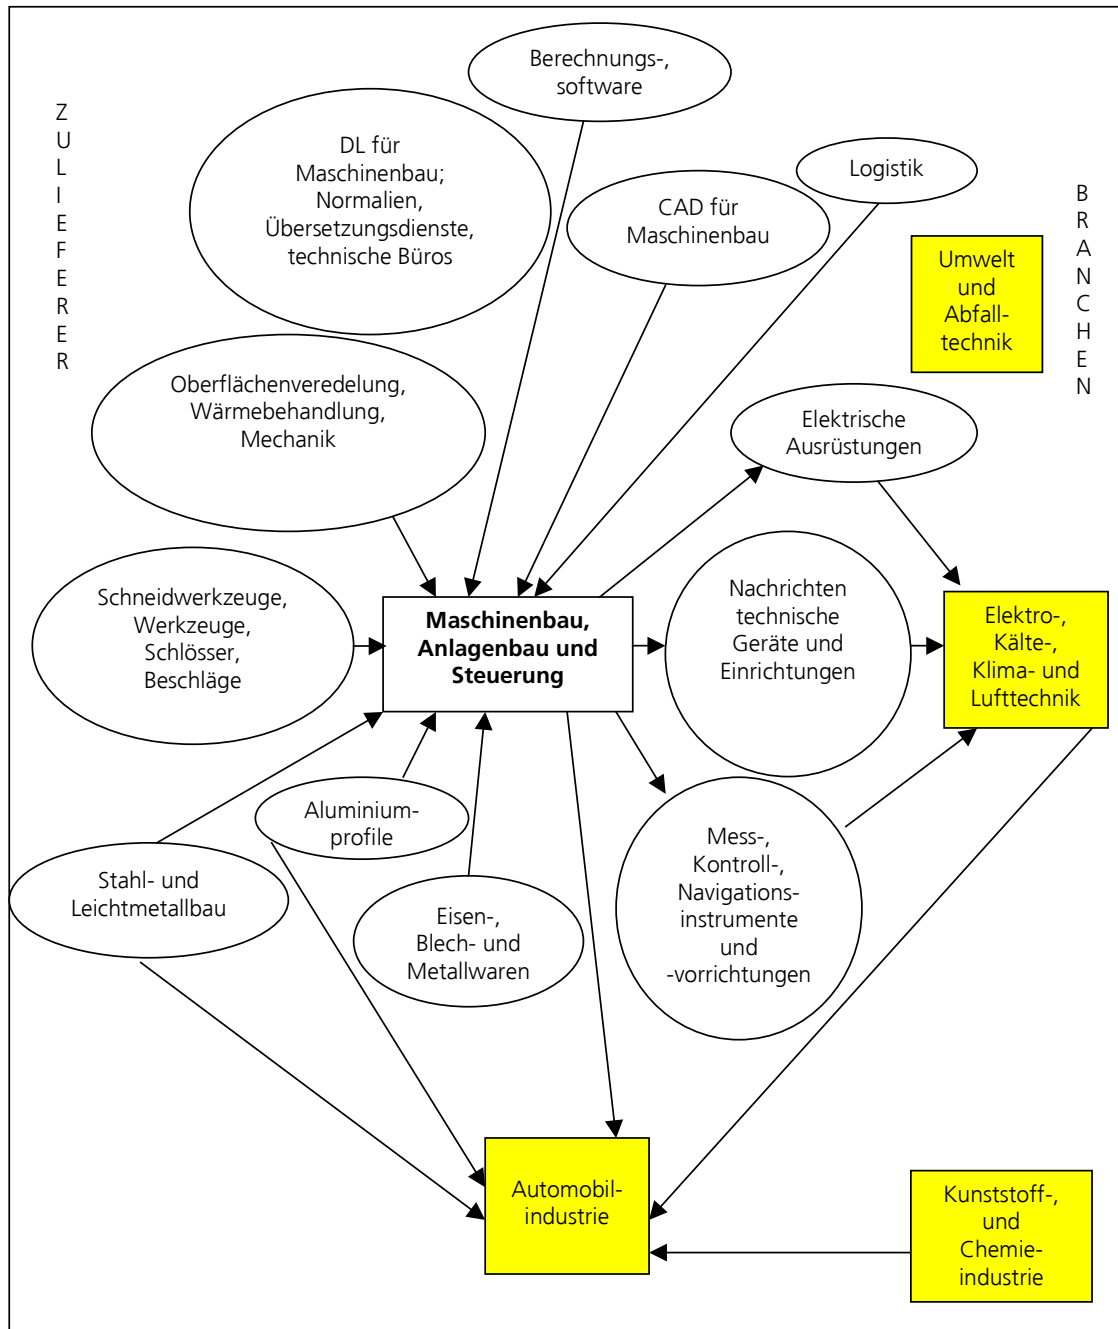 ZULIEFERER
Berechnungs-,
software
DL für
Maschinenbau;
Normalien,
Übersetzungsdienste,
technische Büros
Logistik
CAD für
Maschinenbau
BRANCHEN
Umwelt
und
Abfall-
technik
Oberflächenveredelung,
Wärmebehandlung,
Mechanik
Elektrische
Ausrüstungen
Schneidwerkzeuge,
Werkzeuge,
Schlösser,
Beschläge
Maschinenbau,
Anlagenbau und
Steuerung
Nachrichten
technische
Geräte und
Einrichtungen
Elektro-,
Kälte-,
Klima- und
Lufttechnik
Aluminium-
profile
Stahl- und
Leichtmetallbau
Eisen-,
Blech- und
Metallwaren
Mess-,
Kontroll-,
Navigations-
instrumente
und
-vorrichtungen
Automobil-
industrie
Kunststoff-,
und
Chemie-
industrie